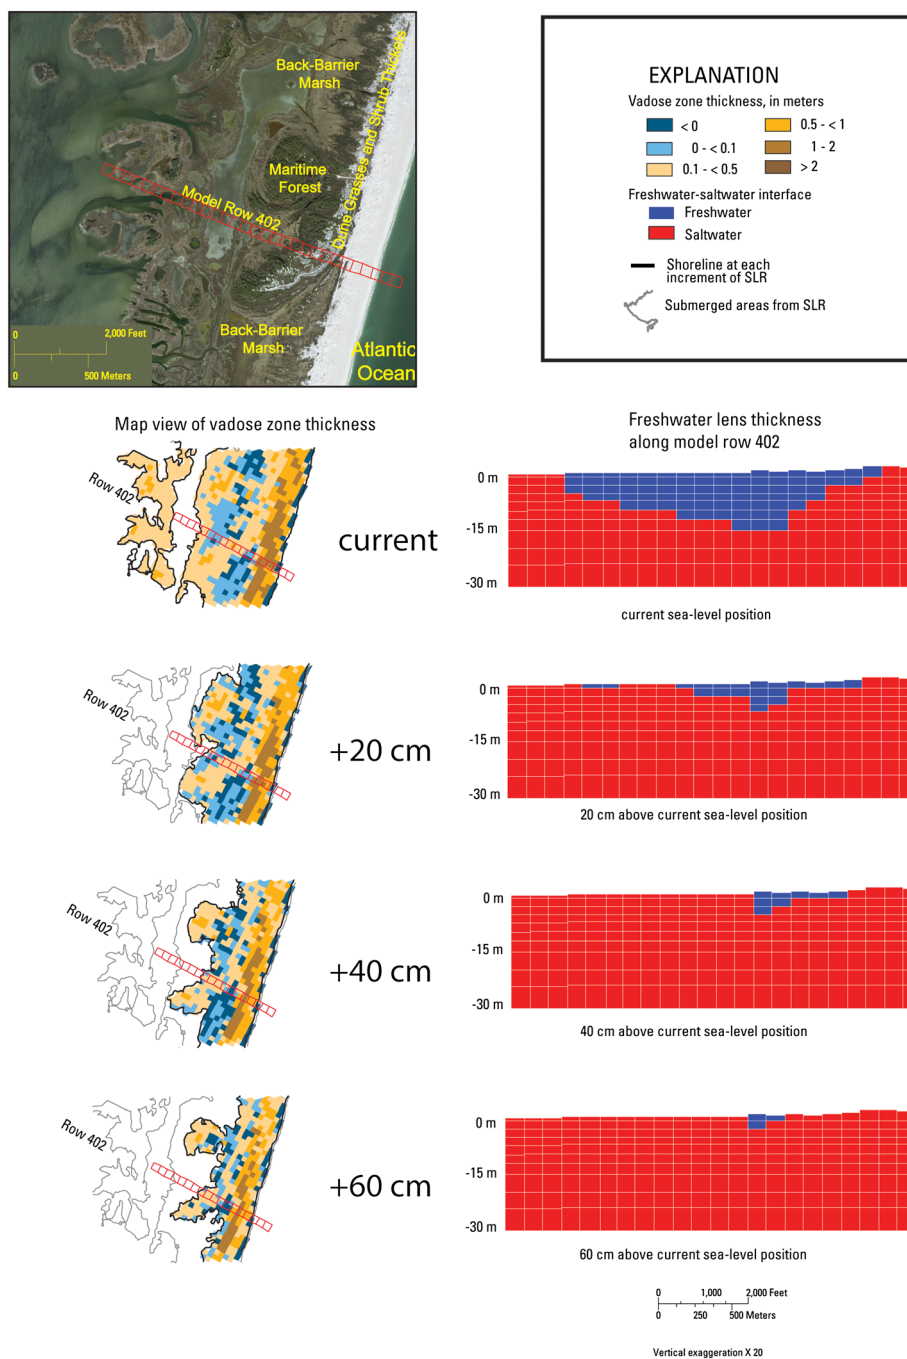 Back-Barrier
Marsh
Dune Grasses and Shrub Thickets
Maritime
Forest
Model Row 402
Back-Barrier
Marsh
Atlantic
Ocean
0 2,000 Feet
0 500 Meters
EXPLANATION
Vadose zone thickness, in meters
< 0
0 - < 0.1
0.1 - < 0.5
0.5 - < 1
1 - 2
> 2
Freshwater-saltwater interface
Freshwater
Saltwater
Shoreline at each
increment of SLR
Submerged areas from SLR
Map view of vadose zone thickness
Freshwater lens thickness
along model row 402
Row 402
current
0 m
-15 m
-30 m
current sea-level position
Row 402
+20 cm
0 m
-15 m
-30 m
20 cm above current sea-level position
Row 402
+40 cm
0 m
-15 m
-30 m
40 cm above current sea-level position
Row 402
+60 cm
0 m
-15 m
-30 m
60 cm above current sea-level position
0 1,000 2,000 Feet
0 250 500 Meters
Vertical exaggeration X 20